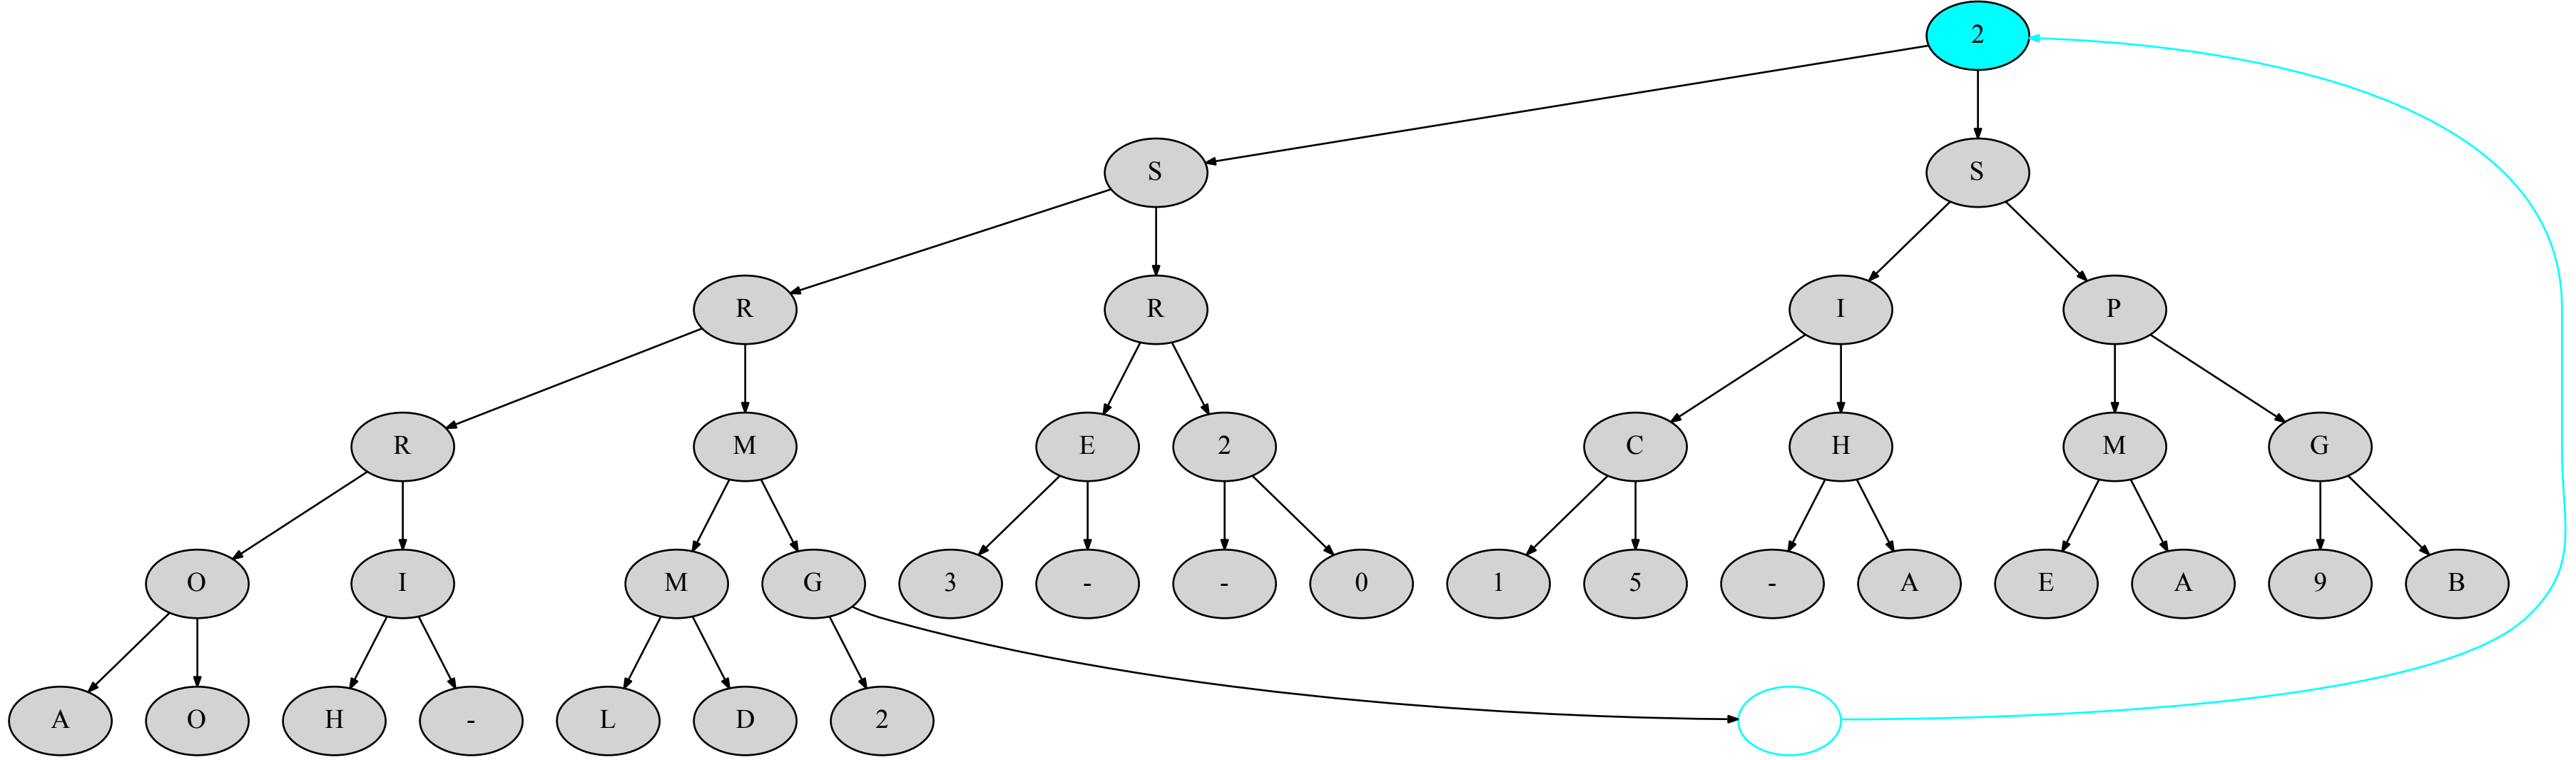 2
S S
R R I P
R M E 2 C H M G
O I M G 3 - - 0 1 5 - A E A 9 B
A O H - L D 2